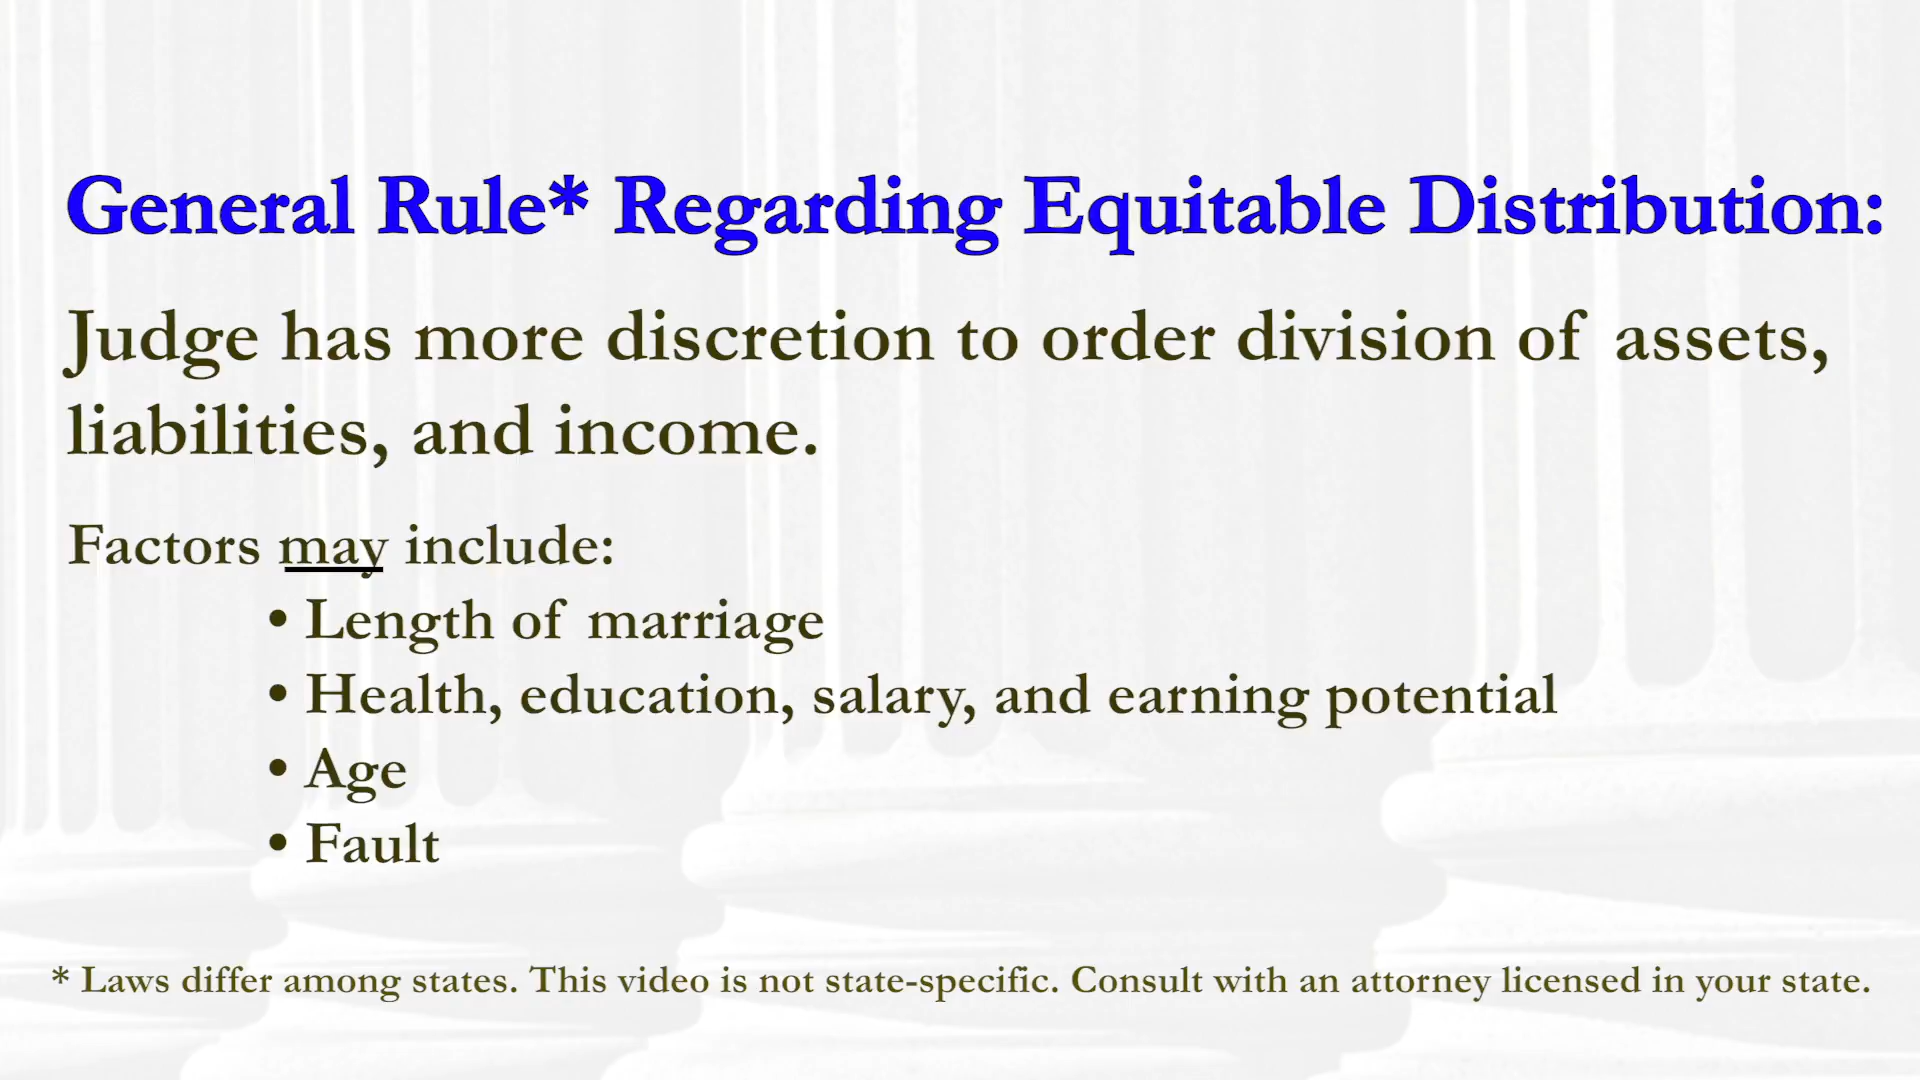 General Rule* Regarding Equitable Distribution:
Judge has more discretion to order division of assets,
liabilities, and income.
Factors may include:
• Length of marriage
• Health, education, salary, and earning potential
• Age
• Fault
* Laws differ among states. This video is not state-specific. Consult with an attorney licensed in your state.